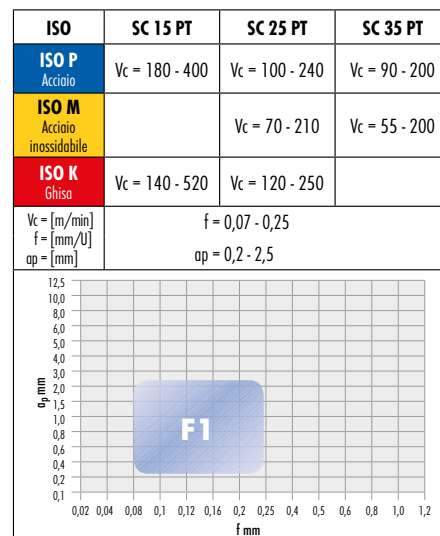 ISO SC 15 PT SC 25 PT SC 35 PT
ISO P
Acciaio
Vc = 180 - 400 Vc = 100 - 240 Vc = 90 - 200
ISO M
Acciaio
inossidabile
Vc = 70 - 210 Vc = 55 - 200
ISO K
Ghisa
Vc = 140 - 520 Vc = 120 - 250
Vc = [m/min]
f = [mm/U]
ap = [mm]
f = 0,07 - 0,25
ap = 0,2 - 2,5
ap mm
12,5
10,0
8,0
6,0
5,0
4,0
3,0
2,0
1,5
1,0
0,8
0,6
0,4
0,2
0,1
F1
0,02 0,04 0,08 0,1 0,12 0,16 0,2 0,25 0,4 0,5 0,6 0,8 1,0 1,2
f mm